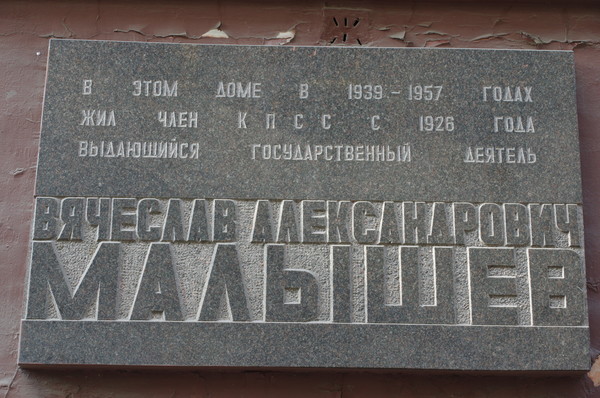 В ЭТОМ ДОМЕ В 1939-1957 ГОДАХ
ЖИЛ ЧЛЕН КПСС С 1926 ГОДА
ВЫДАЮЩИЙСЯ ГОСУДАРСТВЕННЫЙ ДЕЯТЕЛЬ
ВЯЧЕСЛАВ АЛЕКСАНДРОВИЧ
МАЛЫШЕВ